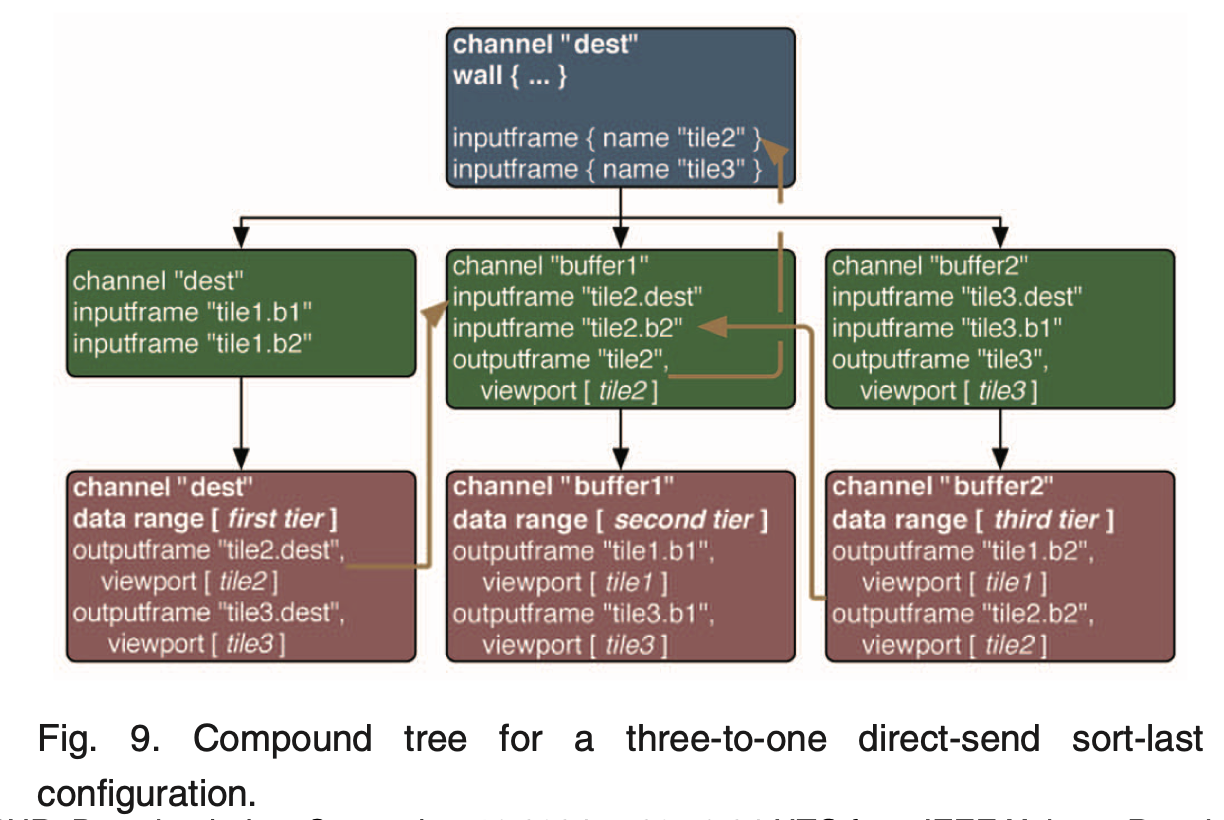 channel "dest"
wall { ... }
inputframe { name "tile2" }
inputframe { name "tile3" }
channel "dest"
inputframe "tile1.b1"
inputframe "tile1.b2"
channel "buffer1"
inputframe "tile2.dest"
inputframe "tile2.b2"
outputframe "tile2",
viewport [ tile2 ]
channel "buffer2"
inputframe "tile3.dest"
inputframe "tile3.b1"
outputframe "tile3",
viewport [ tile3 ]
channel "dest"
data range [ first tier ]
outputframe "tile2.dest",
viewport [ tile2 ]
outputframe "tile3.dest",
viewport [ tile3 ]
channel "buffer1"
data range [ second tier ]
outputframe "tile1.b1",
viewport [ tile1 ]
outputframe "tile3.b1",
viewport [ tile3 ]
channel "buffer2"
data range [ third tier ]
outputframe "tile1.b2",
viewport [ tile1 ]
outputframe "tile2.b2",
viewport [ tile2 ]
Fig. 9. Compound tree for a three-to-one direct-send sort-last
configuration.